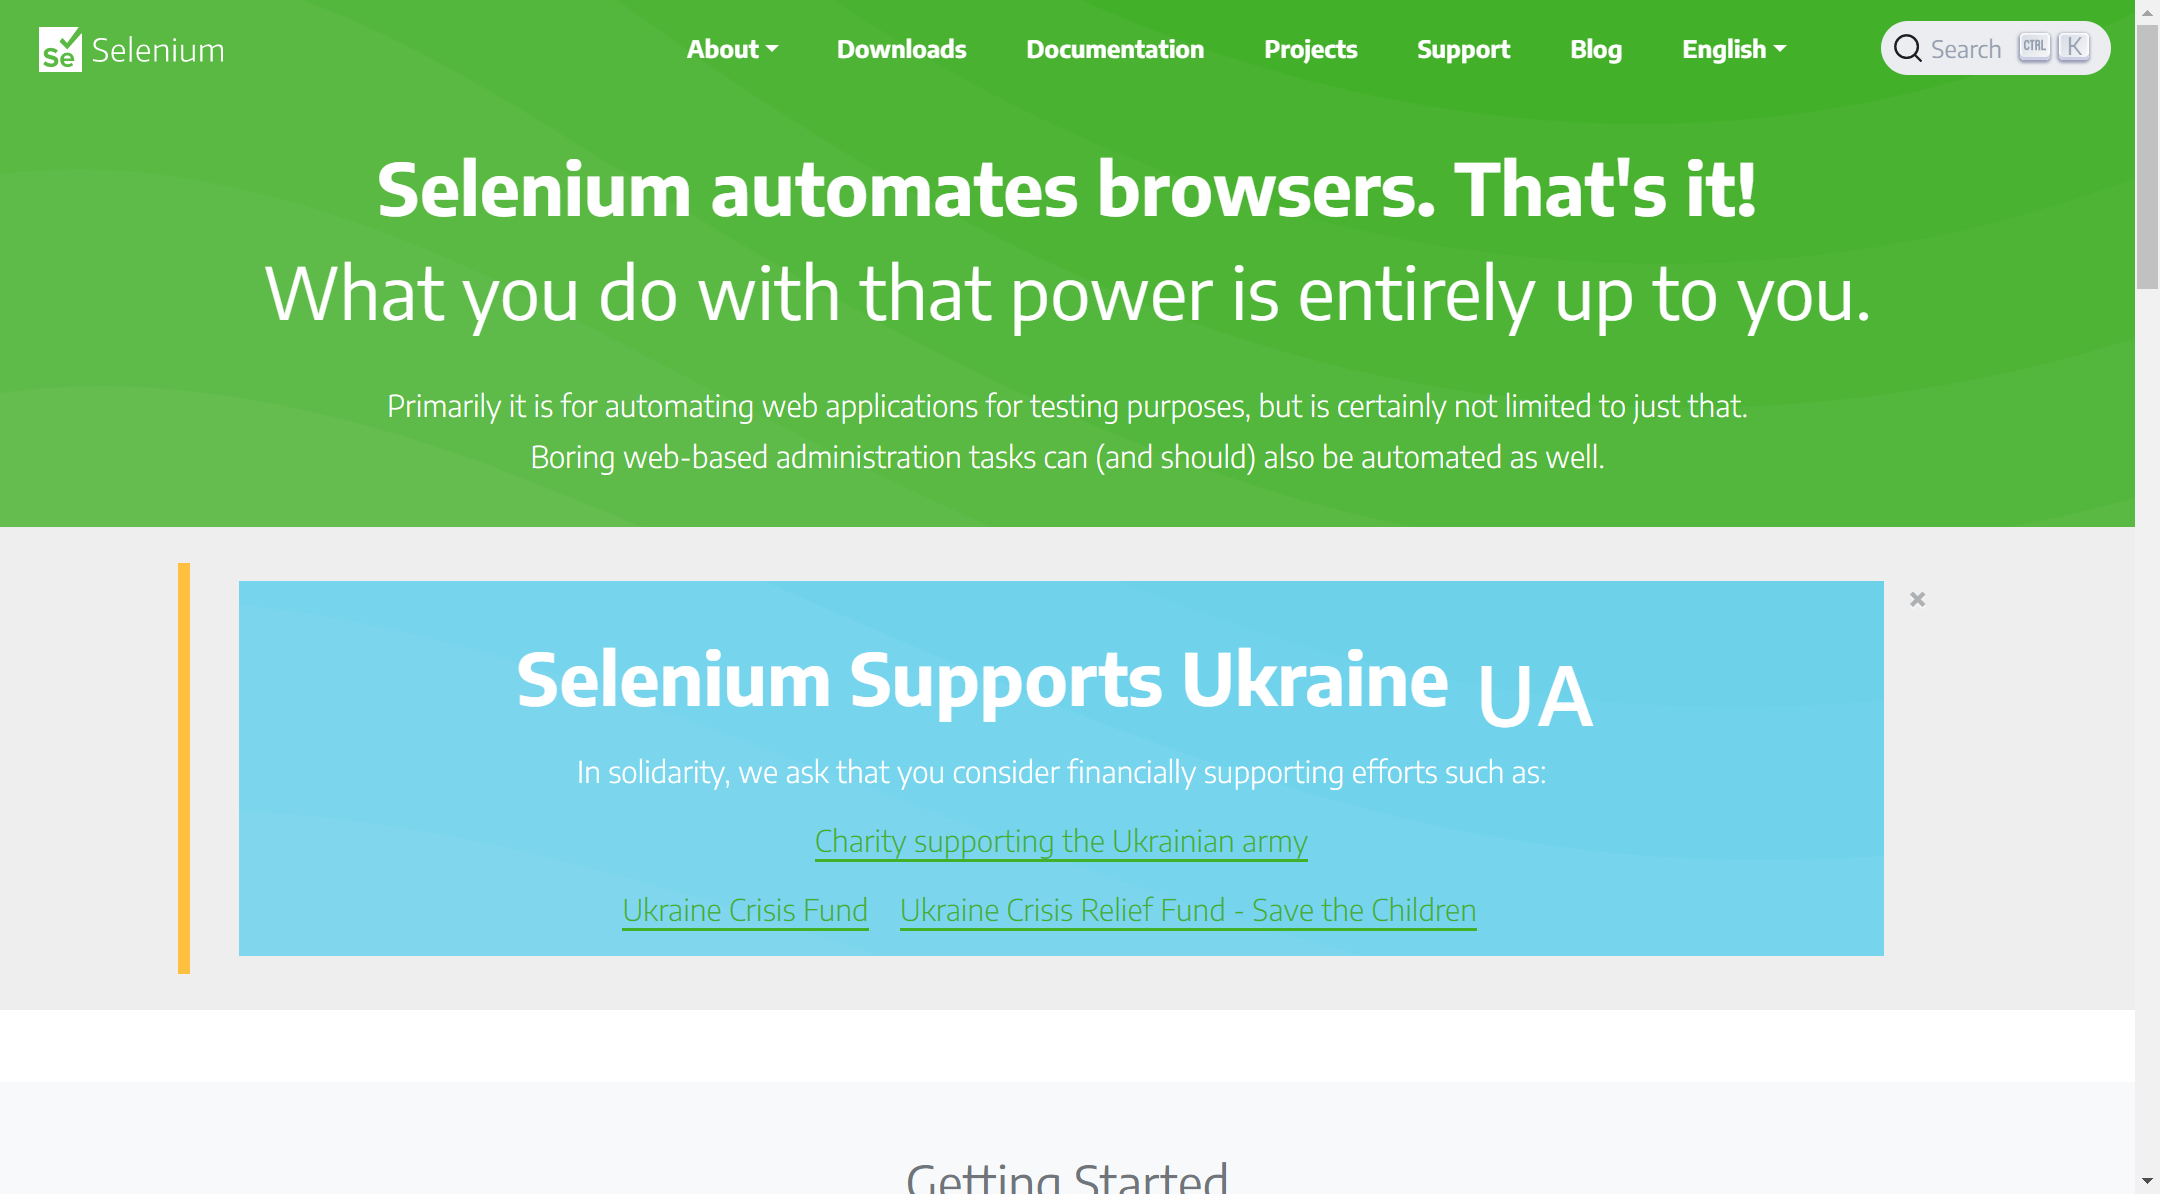 Se Selenium About Downloads Documentation Projects Support Blog English Search CTRL K
Selenium automates browsers. That's it!
What you do with that power is entirely up to you.
Primarily it is for automating web applications for testing purposes, but is certainly not limited to just that.
Boring web-based administration tasks can (and should) also be automated as well.
×
Selenium Supports Ukraine UA
In solidarity, we ask that you consider financially supporting efforts such as:
Charity supporting the Ukrainian army
Ukraine Crisis Fund Ukraine Crisis Relief Fund - Save the Children
Getting Started